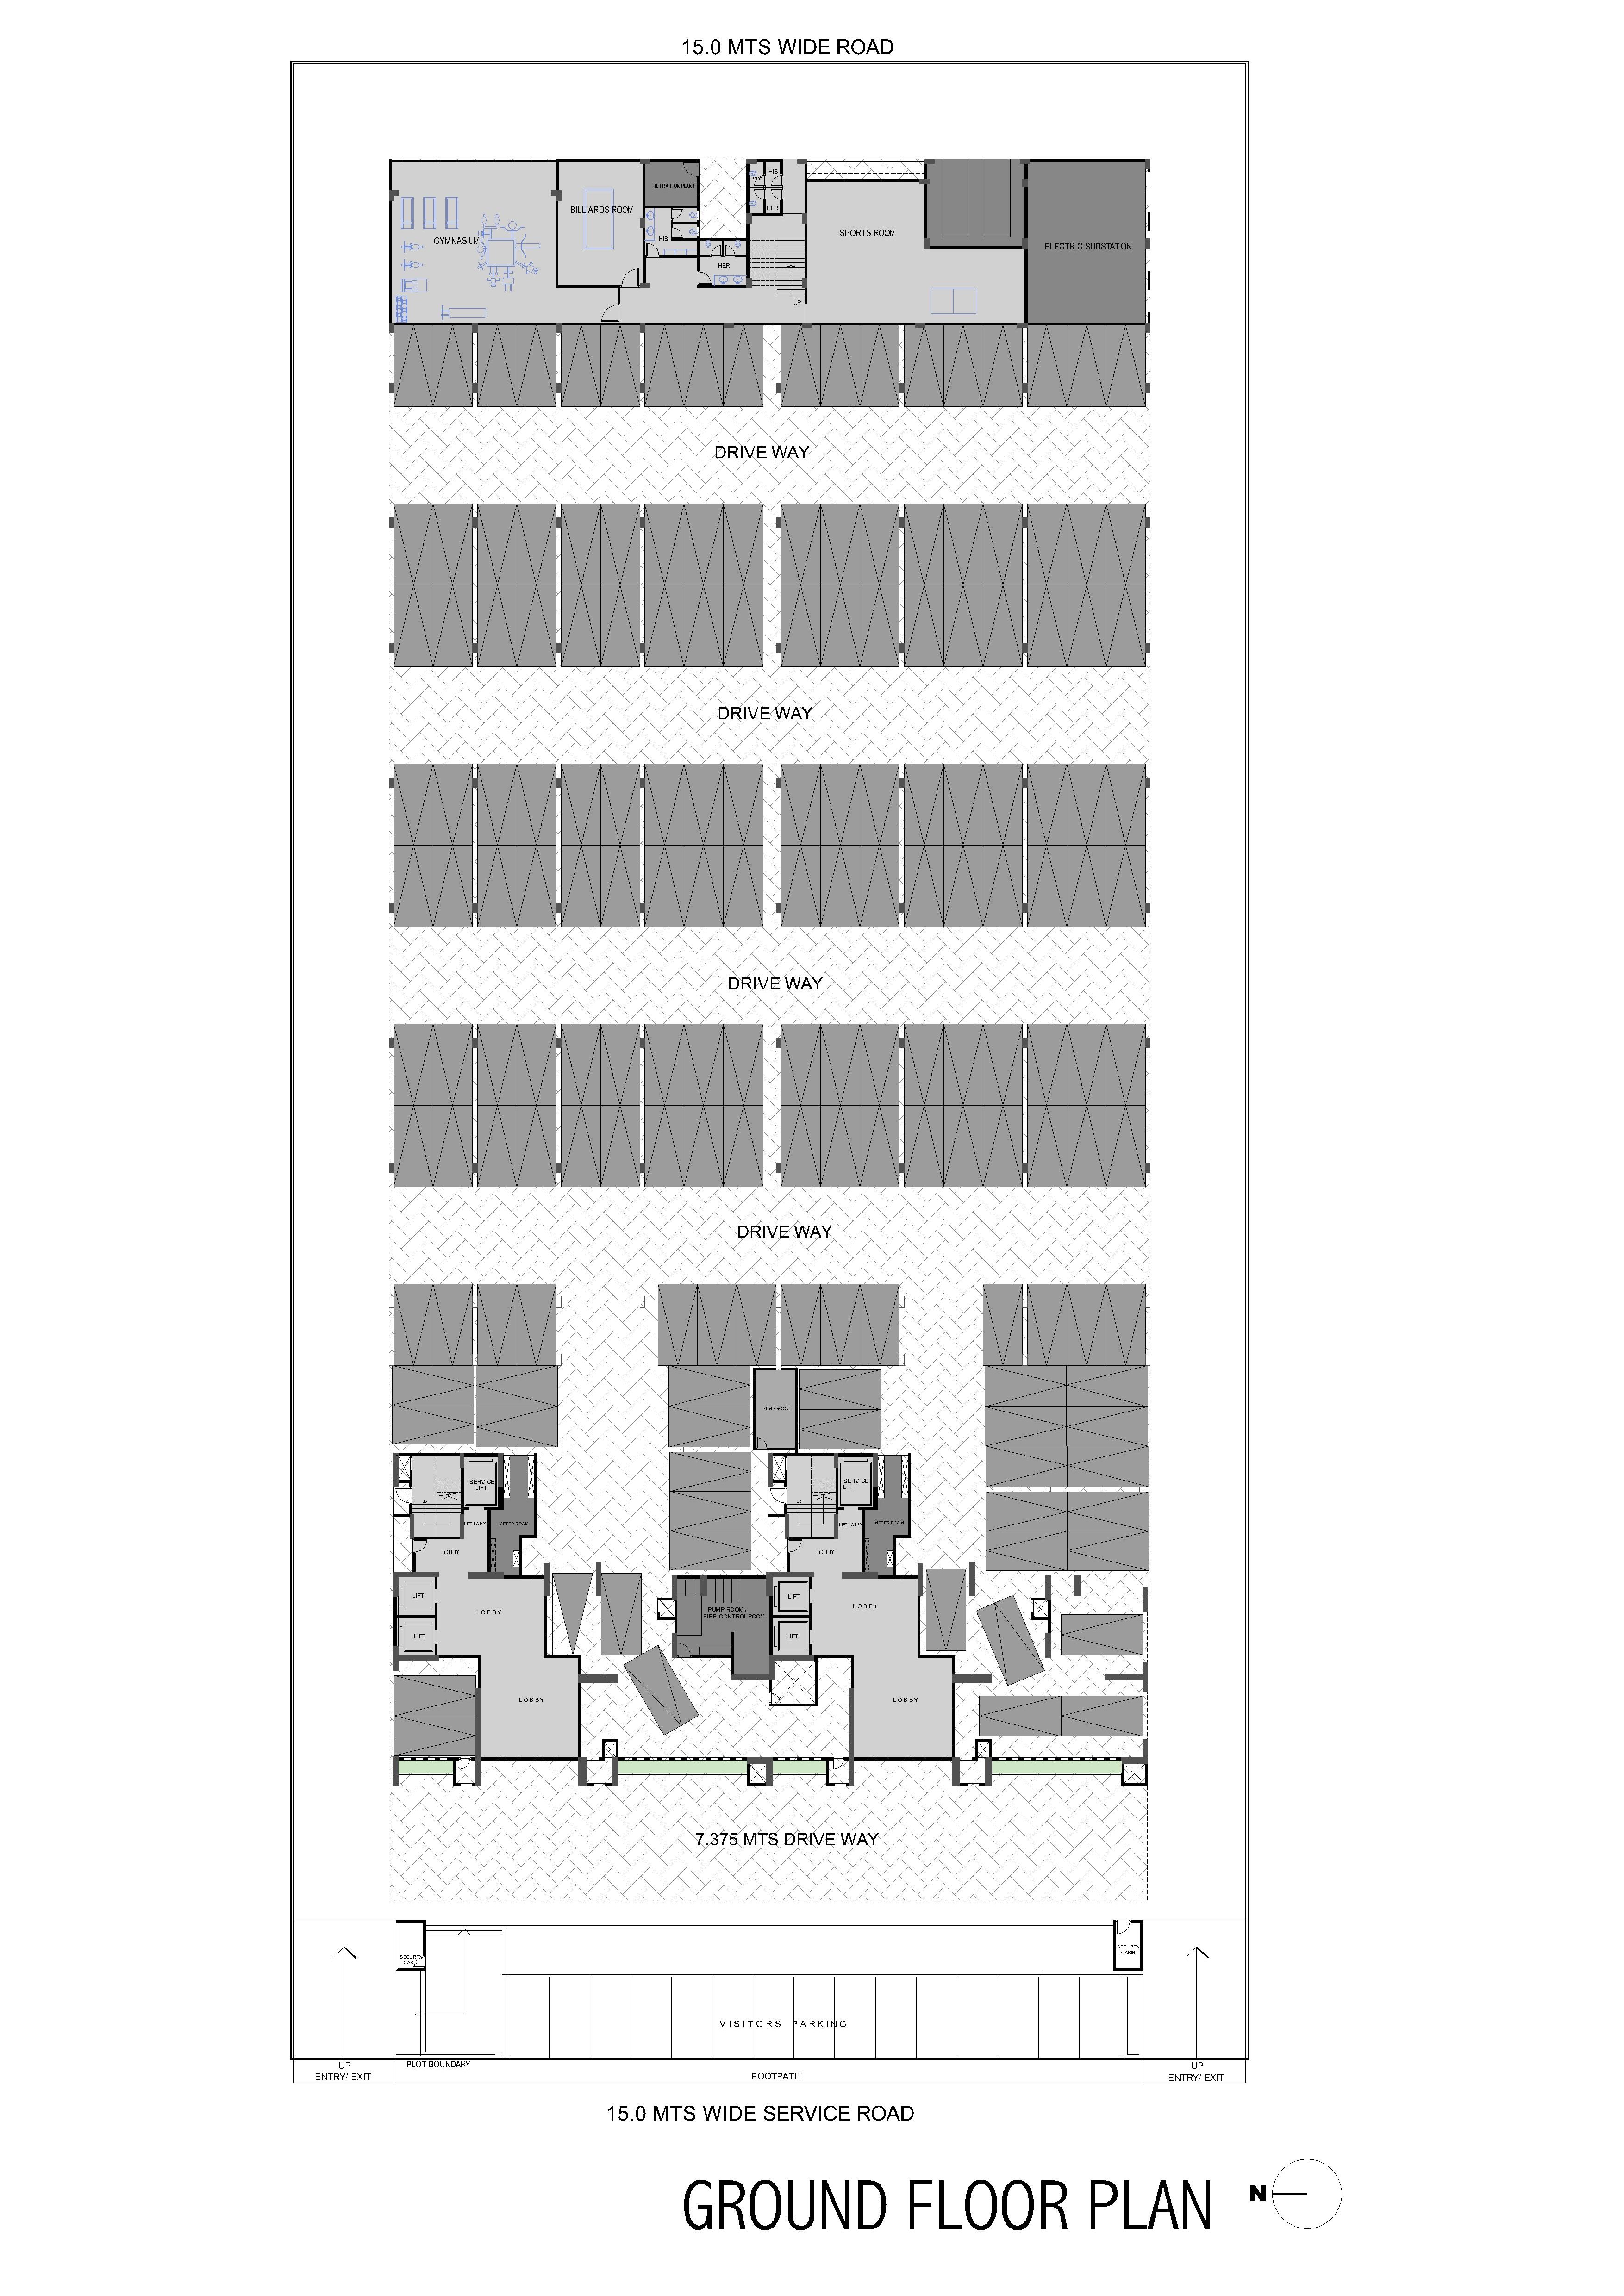 15.0 MTS WIDE ROAD
FILTRATION PLANT
HIS
HER
BILLIARDS ROOM
GYMNASIUM
HIS
HER
SPORTS ROOM
ELECTRIC SUBSTATION
UP
DRIVE WAY
DRIVE WAY
DRIVE WAY
DRIVE WAY
PUMP ROOM
SERVICE
LIFT
SERVICE
LIFT
LIFT LOBBY
METER ROOM
LIFT LOBBY
METER ROOM
LOBBY
LOBBY
LIFT
LOBBY
PUMP ROOM/
FIRE CONTROL ROOM
LIFT
LOBBY
LIFT
LIFT
LOBBY
LOBBY
7.375 MTS DRIVE WAY
SECURITY
CABIN
SECURITY
CABIN
VISITORS PARKING
UP
ENTRY/ EXIT
PLOT BOUNDARY
FOOTPATH
UP
ENTRY/ EXIT
15.0 MTS WIDE SERVICE ROAD
GROUND FLOOR PLAN
N